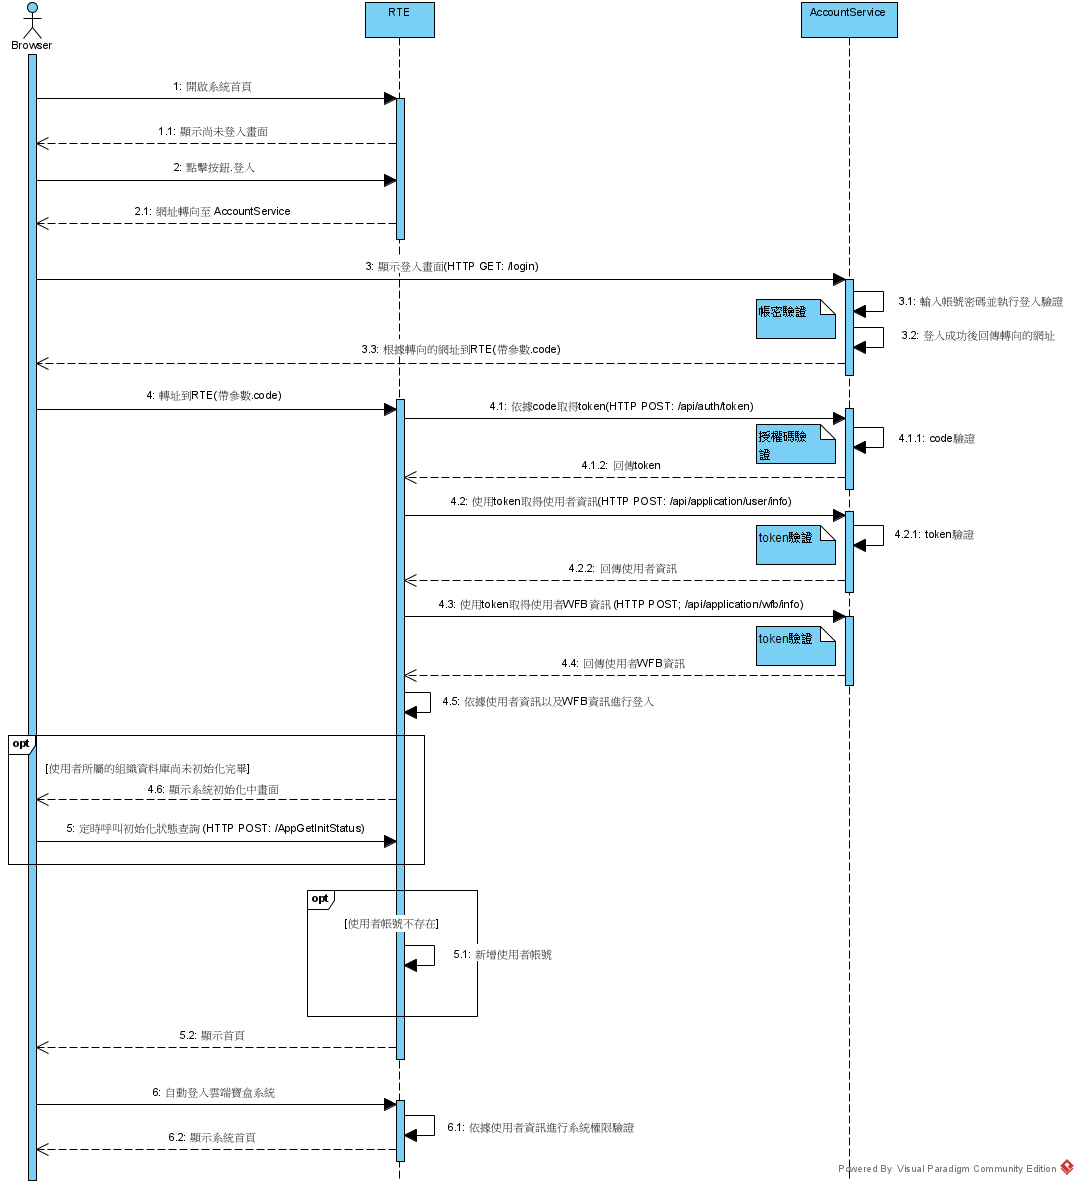 RTE
AccountService
Browser
1: 開啟系統首頁
1.1: 顯示尚未登入畫面
2: 點擊按鈕.登入
2.1: 網址轉向至 AccountService
3: 顯示登入畫面(HTTP GET: /login)
帳密驗證
3.1: 輸入帳號密碼並執行登入驗證
3.2: 登入成功後回傳轉向的網址
3.3: 根據轉向的網址到RTE(帶參數.code)
4: 轉址到RTE(帶參數.code)
4.1: 依據code取得token(HTTP POST: /api/auth/token)
授權碼驗
證
4.1.1: code驗證
4.1.2: 回傳token
4.2: 使用token取得使用者資訊(HTTP POST: /api/application/user/info)
token驗證
4.2.1: token驗證
4.2.2: 回傳使用者資訊
4.3: 使用token取得使用者WFB資訊 (HTTP POST; /api/application/wfb/info)
token驗證
4.4: 回傳使用者WFB資訊
4.5: 依據使用者資訊以及WFB資訊進行登入
opt
[使用者所屬的組織資料庫尚未初始化完畢]
4.6: 顯示系統初始化中畫面
5: 定時呼叫初始化狀態查詢 (HTTP POST: /AppGetInitStatus)
opt
[使用者帳號不存在]
5.1: 新增使用者帳號
5.2: 顯示首頁
6: 自動登入雲端寶盒系統
6.1: 依據使用者資訊進行系統權限驗證
6.2: 顯示系統首頁
Powered By Visual Paradigm Community Edition